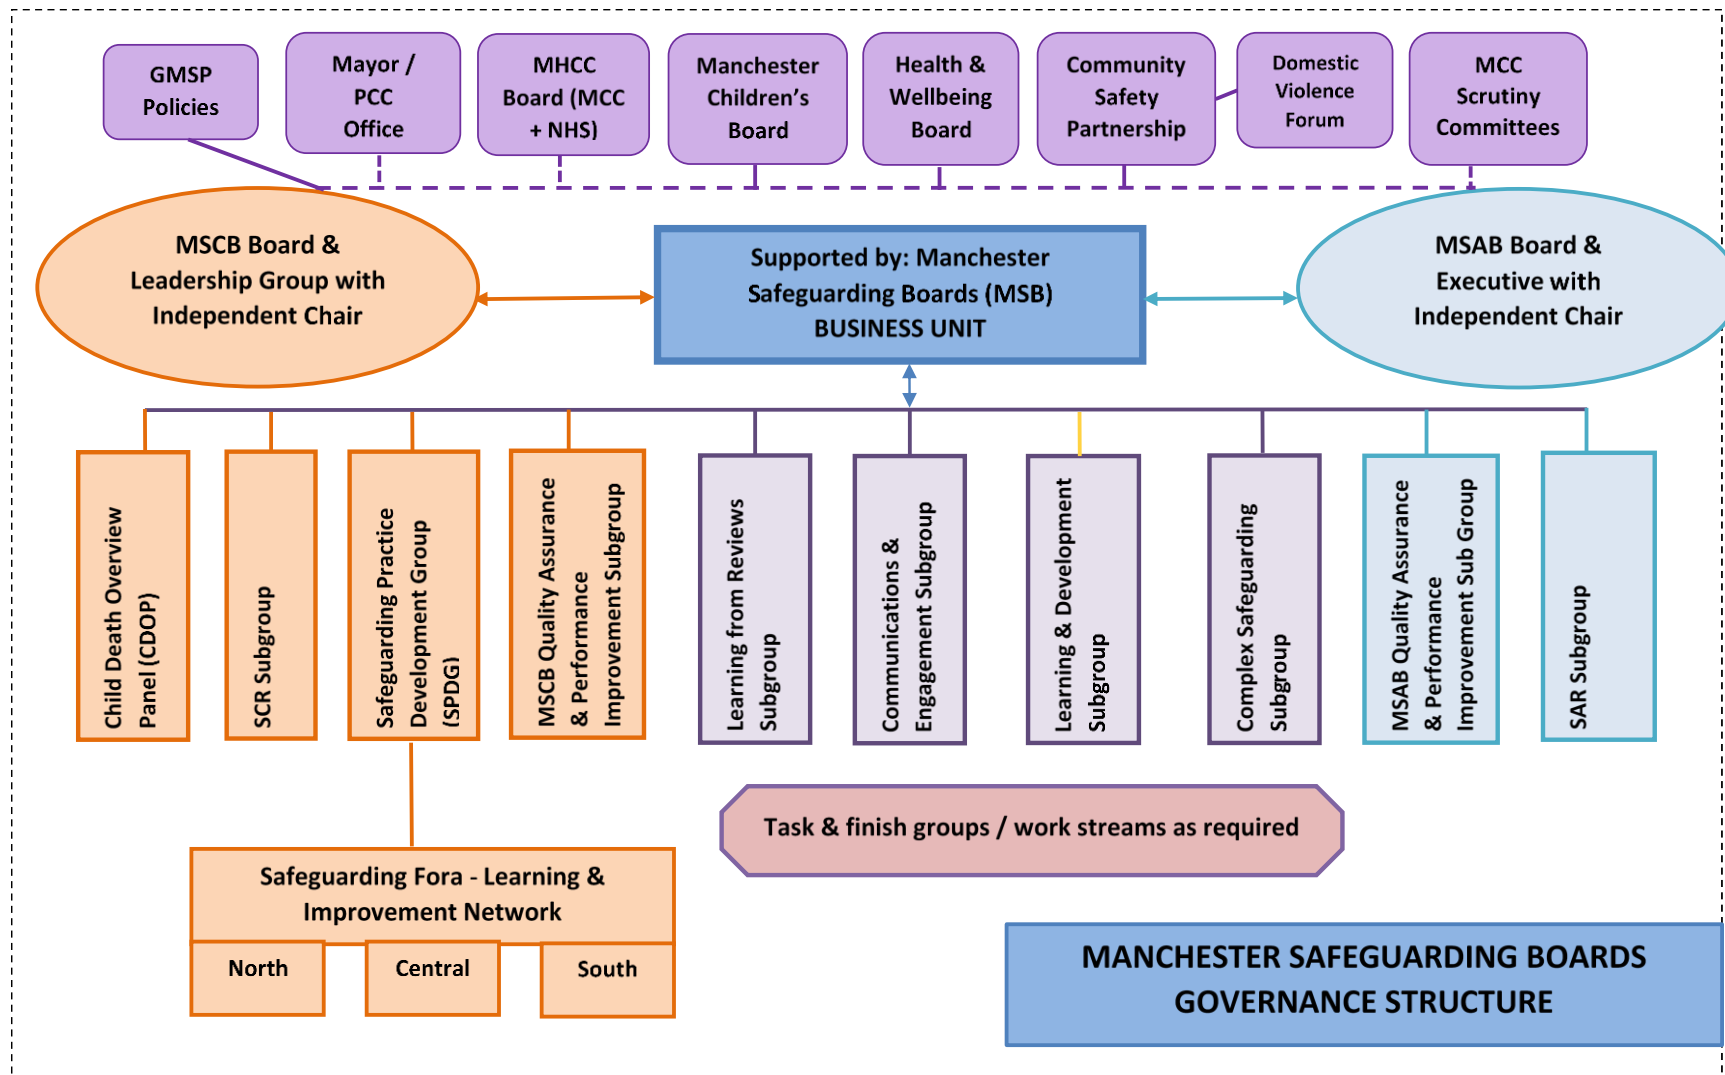 GMSP
Policies
Mayor /
PCC
Office
MHCC
Board (MCC
+ NHS)
Manchester
Children's
Board
Health &
Wellbeing
Board
Community
Safety
Partnership
Domestic
Violence
Forum
MCC
Scrutiny
Committees
MSCB Board &
Leadership Group with
Independent Chair
Supported by: Manchester
Safeguarding Boards (MSB)
BUSINESS UNIT
MSAB Board &
Executive with
Independent Chair
Child Death Overview
Panel (CDOP)
SCR Subgroup
Safeguarding Practice
Development Group
(SPDG)
MSCB Quality Assurance
& Performance
Improvement Subgroup
Learning from Reviews
Subgroup
Communications &
Engagement Subgroup
Learning & Development
Subgroup
Complex Safeguarding
Subgroup
MSAB Quality Assurance
& Performance
Improvement Sub Group
SAR Subgroup
Task & finish groups / work streams as required
Safeguarding Fora - Learning &
Improvement Network
North
Central
South
MANCHESTER SAFEGUARDING BOARDS
GOVERNANCE STRUCTURE